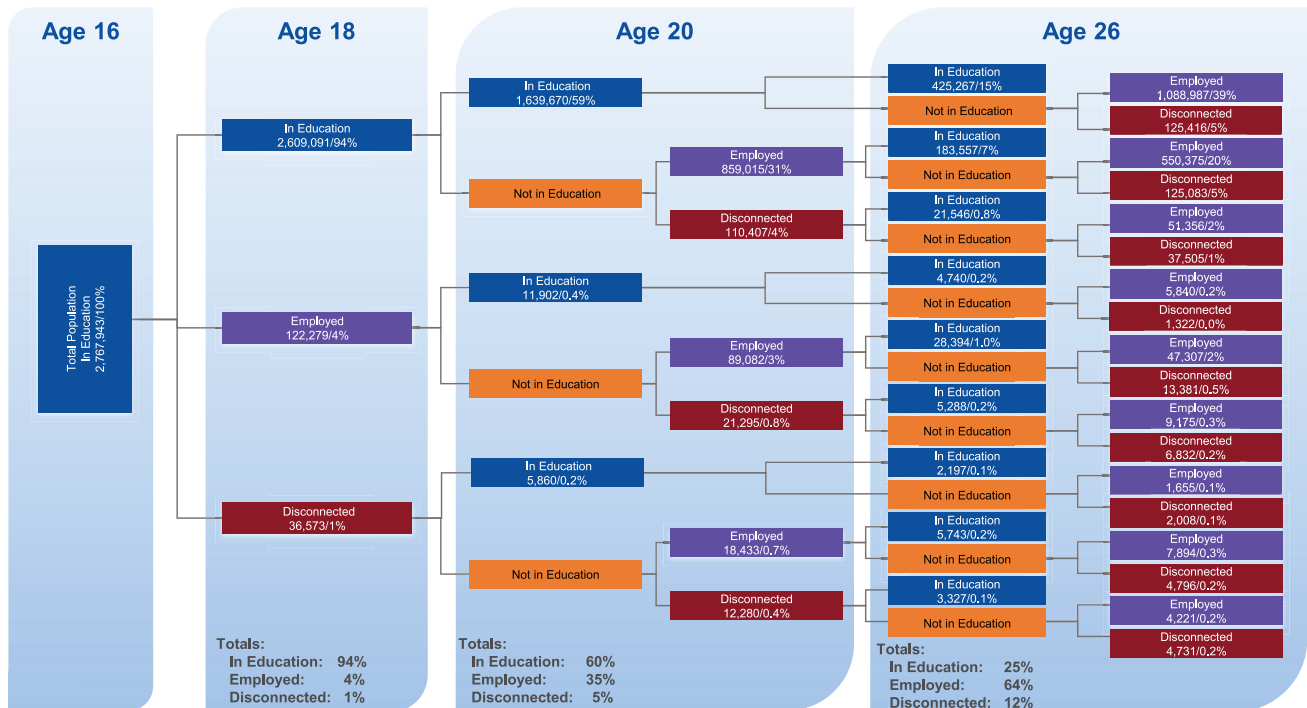 Age 16
Age 18
Age 20
Age 26
Total Population
In Education
2,767,943/100%
In Education
2,609,091/94%
Employed
122,279/4%
Disconnected
36,573/1%
Totals:
In Education: 94%
Employed: 4%
Disconnected: 1%
In Education
1,639,670/59%
Not in Education
Employed
859,015/31%
Disconnected
110,407/4%
In Education
11,902/0.4%
Not in Education
Employed
89,082/3%
Disconnected
21,295/0.8%
In Education
5,860/0.2%
Not in Education
Employed
18,433/0.7%
Disconnected
12,280/0.4%
Totals:
In Education: 60%
Employed: 35%
Disconnected: 5%
In Education
425,267/15%
Not in Education
Employed
1,088,987/39%
Disconnected
125,416/5%
In Education
183,557/7%
Not in Education
Employed
550,375/20%
Disconnected
125,083/5%
In Education
21,546/0.8%
Not in Education
Employed
51,356/2%
Disconnected
37,505/1%
In Education
4,740/0.2%
Not in Education
Employed
5,840/0.2%
Disconnected
1,322/0.0%
In Education
28,394/1.0%
Not in Education
Employed
47,307/2%
Disconnected
13,381/0.5%
In Education
5,288/0.2%
Not in Education
Employed
9,175/0.3%
Disconnected
6,832/0.2%
In Education
2,197/0.1%
Not in Education
Employed
1,655/0.1%
Disconnected
2,008/0.1%
In Education
5,743/0.2%
Not in Education
Employed
7,894/0.3%
Disconnected
4,796/0.2%
In Education
3,327/0.1%
Not in Education
Employed
4,221/0.2%
Disconnected
4,731/0.2%
Totals:
In Education: 25%
Employed: 64%
Disconnected: 12%